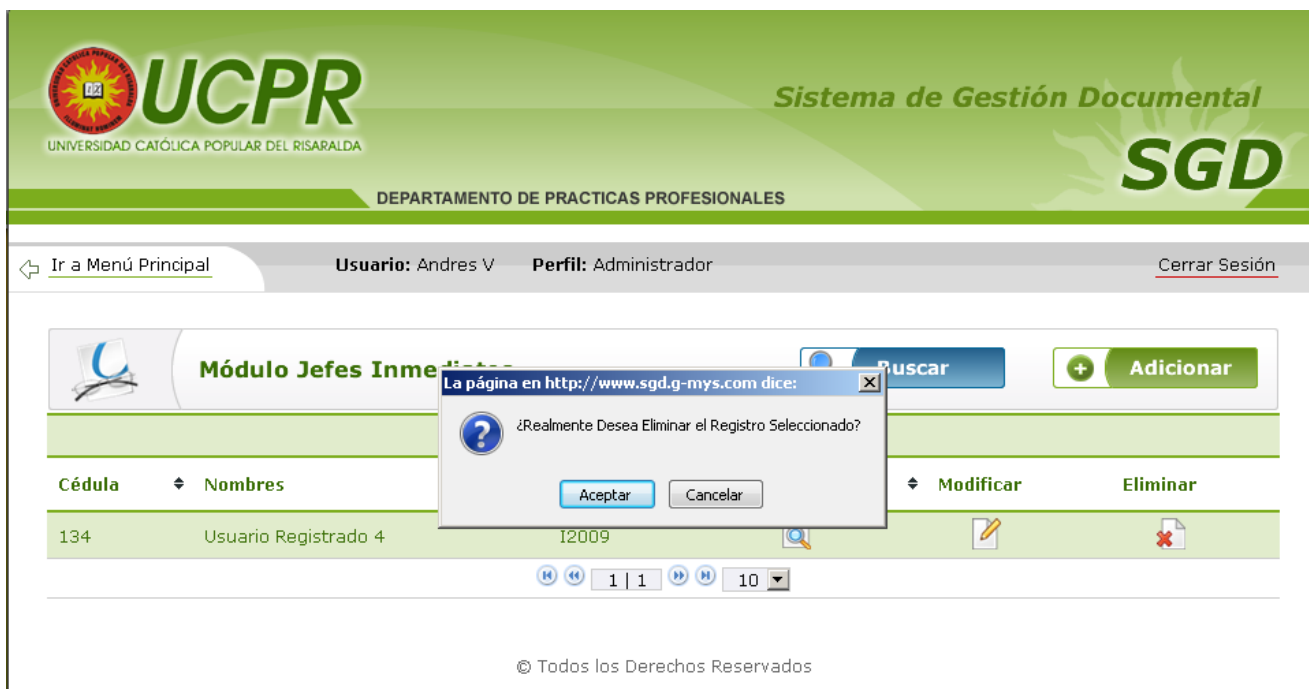 UCPR
UNIVERSIDAD CATÓLICA POPULAR DEL RISARALDA
Sistema de Gestión Documental
SGD
DEPARTAMENTO DE PRACTICAS PROFESIONALES
Ir a Menú Principal Usuario: Andres V Perfil: Administrador Cerrar Sesión
Módulo Jefes Inmediatos Buscar Adicionar
La página en http://www.sgd.g-mys.com dice:
¿Realmente Desea Eliminar el Registro Seleccionado?
Aceptar Cancelar
Cédula Nombres Modificar Eliminar
134 Usuario Registrado 4 I2009
1 | 1 10
© Todos los Derechos Reservados